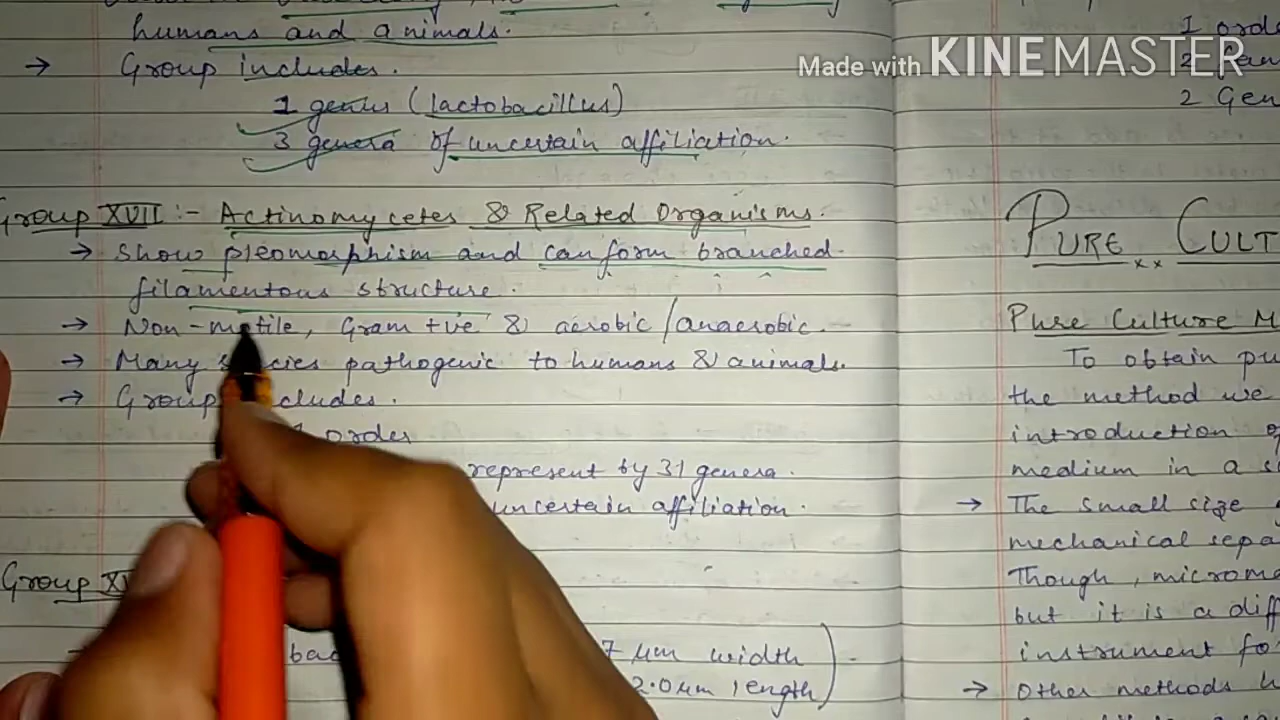 humans and animals.
→ Group includes.
1 genus (lactobacillus)
3 genera of uncertain affiliation.
Group XVII :- Actinomycetes & Related Organisms.
→ Show pleomorphism and can form branched
filamentous structure.
→ Non-motile, Gram +ve & aerobic/anaerobic.
→ Many species pathogenic to humans & animals.
→ Group includes.
1 order
represent by 31 genera.
uncertain affiliation.
Group
7 μm width
2.0 μm length)
Made with KINEMASTER
1
2
2 Gen
PURE CULT
Pure Culture M
To obtain pu
the method we
introduction of
medium in a s
→ The small size
mechanical sepa
Though, microma
but it is a diff
instrument fo
→ Other methods h